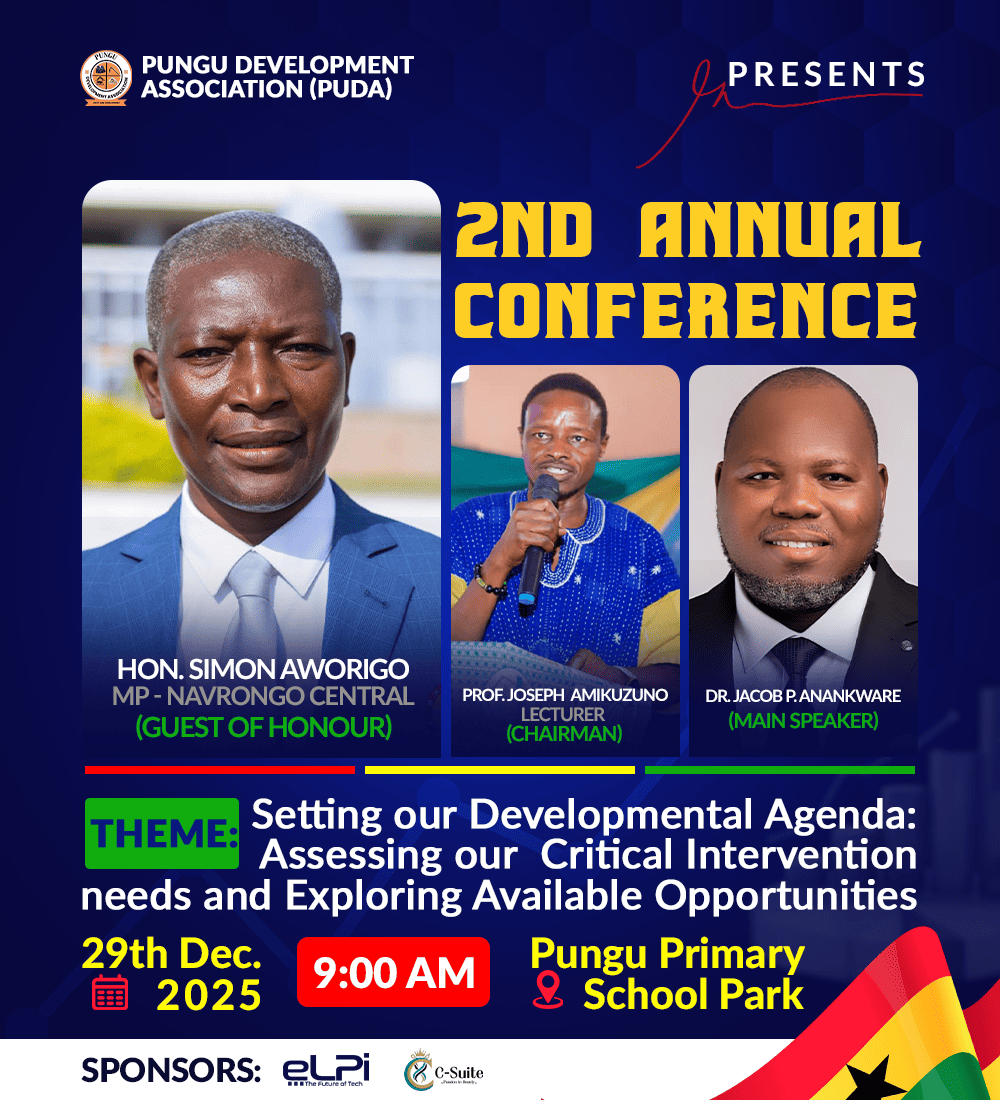 PUNGU
DEVELOPMENT ASSOCIATION
PUNGU DEVELOPMENT
ASSOCIATION (PUDA)
PRESENTS
2ND ANNUAL
CONFERENCE
HON. SIMON AWORIGO
MP - NAVRONGO CENTRAL
(GUEST OF HONOUR)
PROF. JOSEPH AMIKUZUNO
LECTURER
(CHAIRMAN)
DR. JACOB P. ANANKWARE
(MAIN SPEAKER)
THEME: Setting our Developmental Agenda:
Assessing our Critical Intervention
needs and Exploring Available Opportunities
29th Dec.
2025
9:00 AM
Pungu Primary
School Park
SPONSORS:
eLPi
The Future of Tech
C-Suite